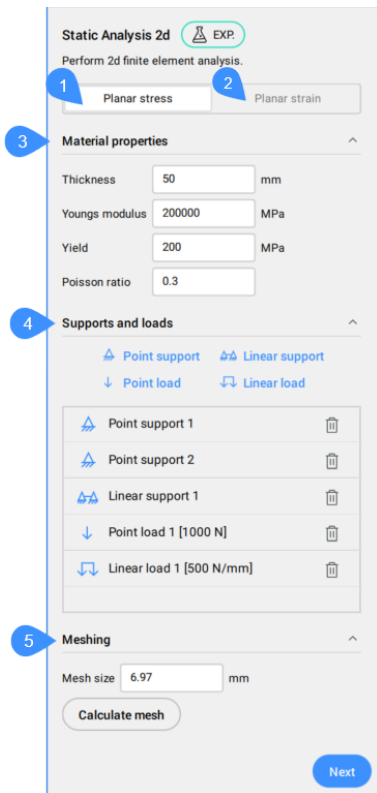 Static Analysis 2d EXP.
Perform 2d finite element analysis.
1 2
Planar stress Planar strain
3 Material properties
Thickness 50 mm
Youngs modulus 200000 MPa
Yield 200 MPa
Poisson ratio 0.3
4 Supports and loads
Point support Linear support
Point load Linear load
Point support 1
Point support 2
Linear support 1
Point load 1 [1000 N]
Linear load 1 [500 N/mm]
5 Meshing
Mesh size 6.97 mm
Calculate mesh
Next